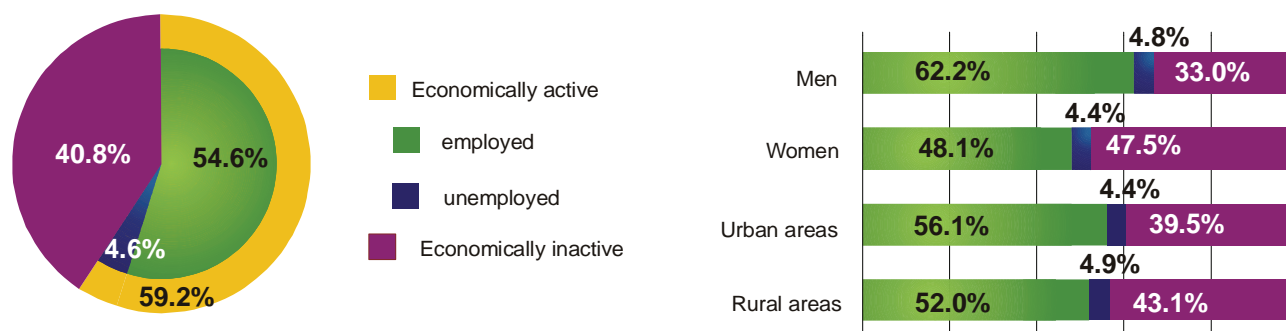 40.8%
54.6%
4.6%
59.2%
Economically active
employed
unemployed
Economically inactive
4.8%
Men 62.2% 33.0%
4.4%
Women 48.1% 47.5%
4.4%
Urban areas 56.1% 39.5%
4.9%
Rural areas 52.0% 43.1%